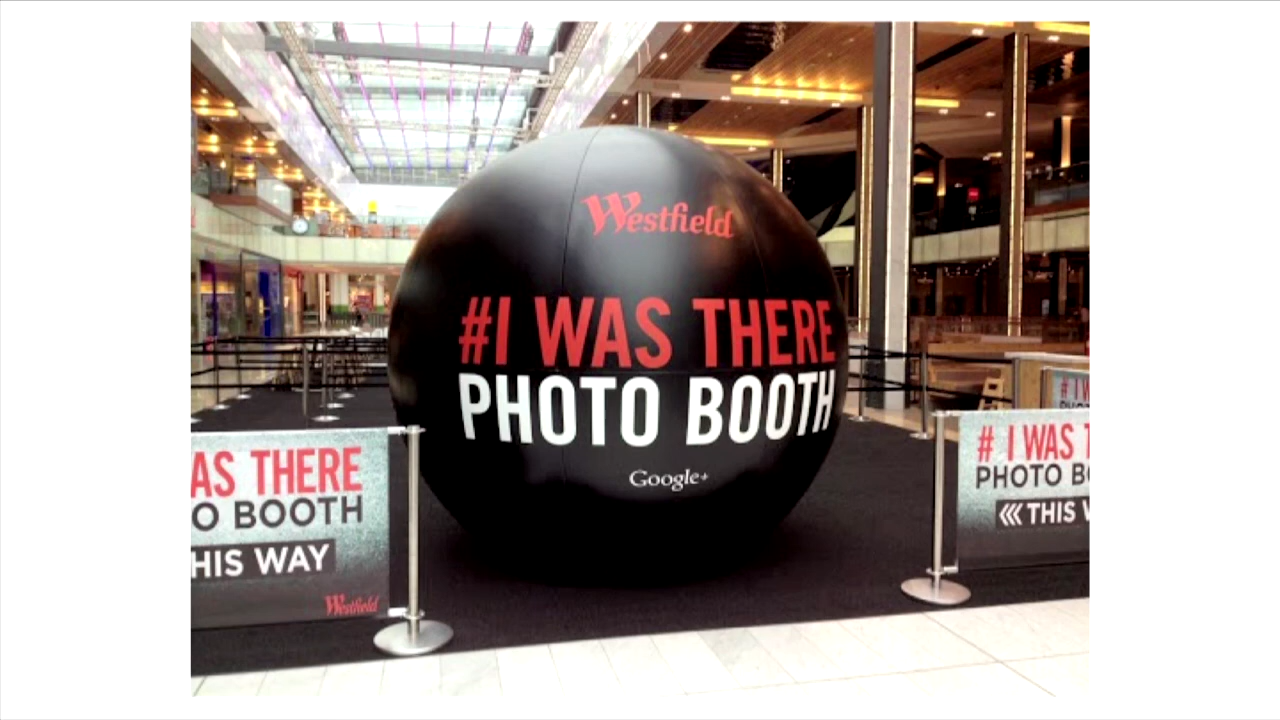 Westfield
#I WAS THERE
PHOTO BOOTH
Google+
AS THERE
O BOOTH
HIS WAY
Westfield
# I WAS T
PHOTO BO
THIS W
# I W